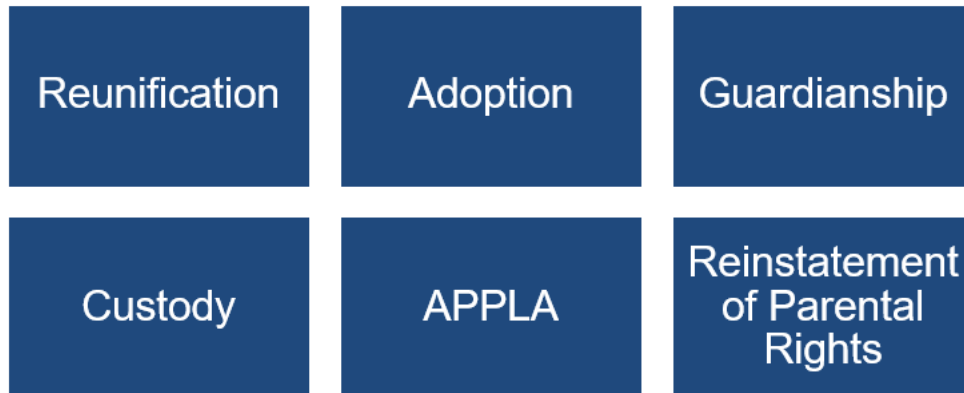 Reunification
Adoption
Guardianship
Custody
APPLA
Reinstatement
of Parental
Rights